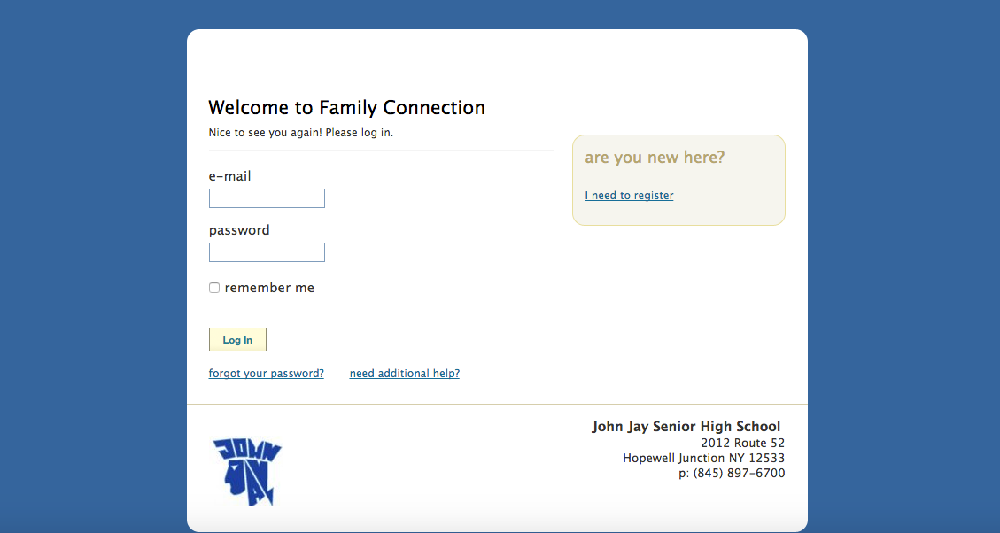 Welcome to Family Connection
Nice to see you again! Please log in.
e-mail
password
remember me
Log In
forgot your password? need additional help?
are you new here?
I need to register
JOHN
JAY
John Jay Senior High School
2012 Route 52
Hopewell Junction NY 12533
p: (845) 897-6700